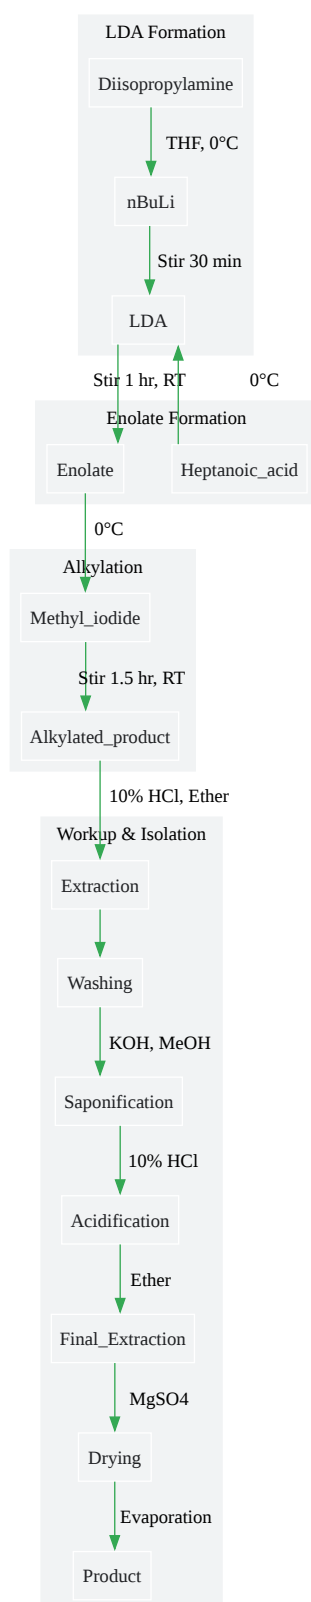 LDA Formation
Diisopropylamine
THF, 0°C
nBuLi
Stir 30 min
LDA
Stir 1 hr, RT
0°C
Enolate Formation
Enolate
Heptanoic_acid
0°C
Alkylation
Methyl_iodide
Stir 1.5 hr, RT
Alkylated_product
10% HCl, Ether
Workup & Isolation
Extraction
Washing
KOH, MeOH
Saponification
10% HCl
Acidification
Ether
Final_Extraction
MgSO4
Drying
Evaporation
Product